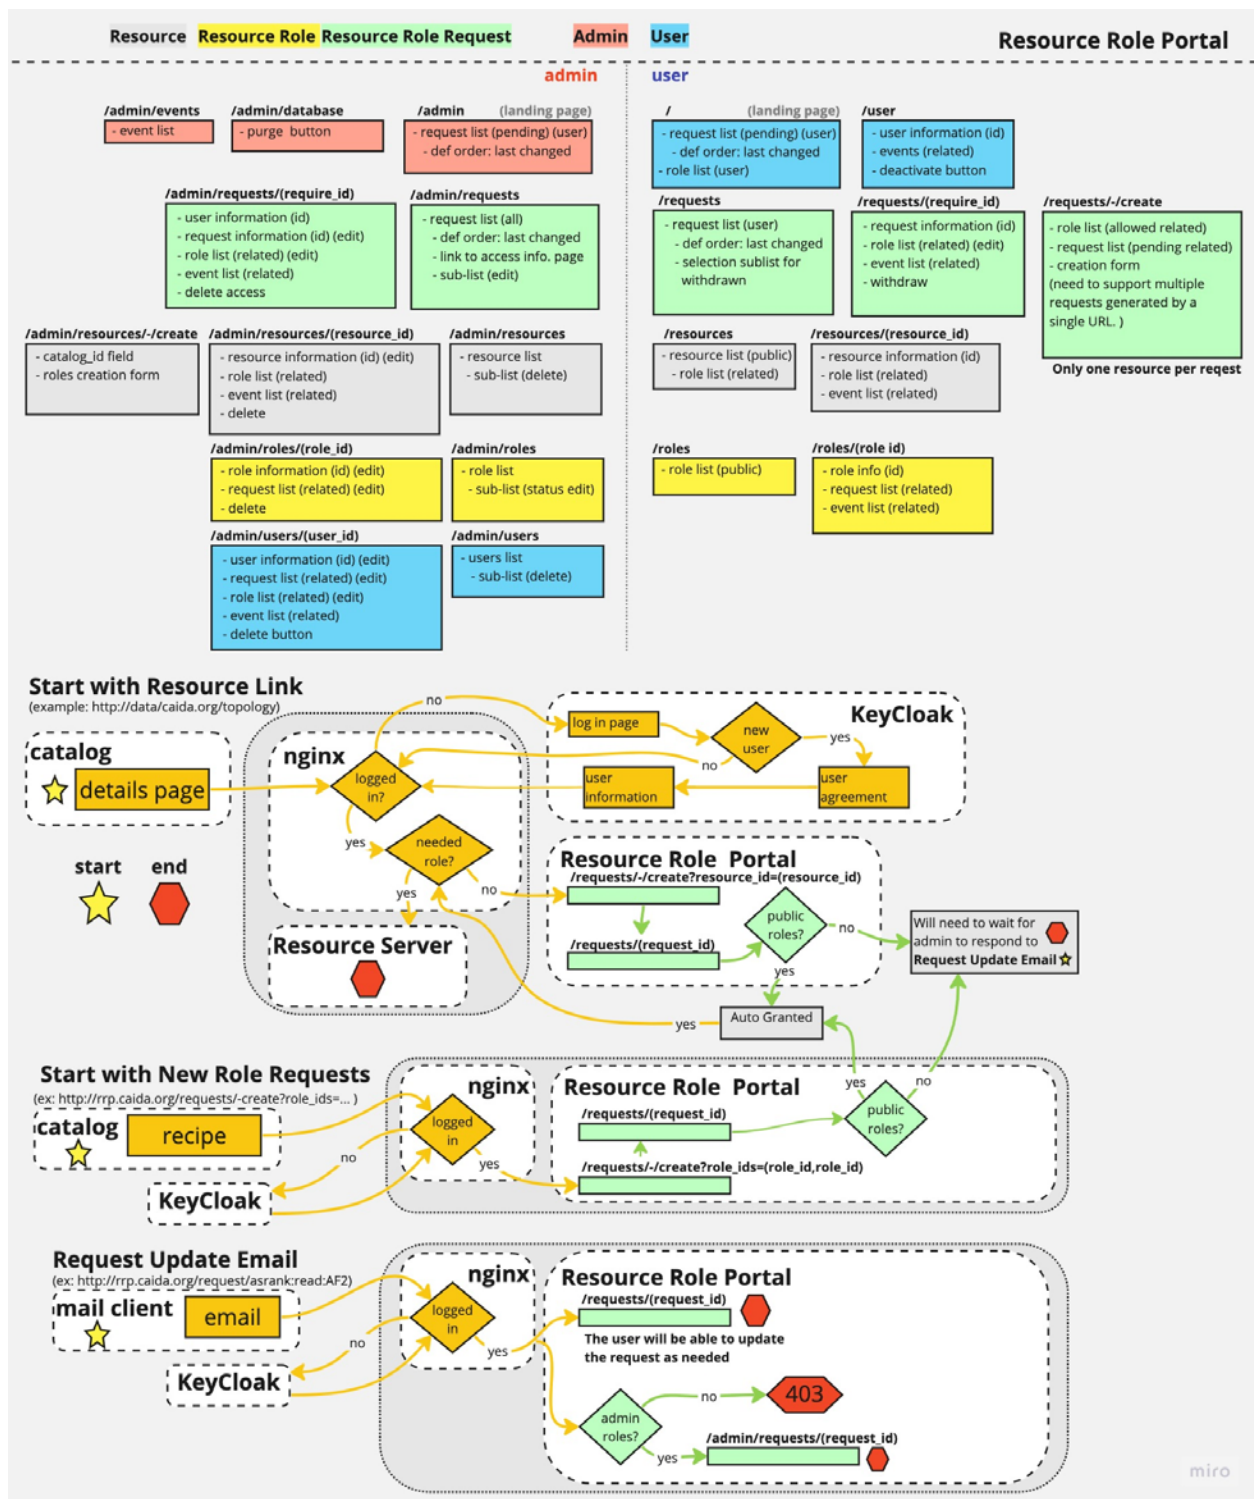 Resource Resource Role Resource Role Request Admin User Resource Role Portal
admin user
/admin/events
- event list
/admin/database
- purge button
/admin (landing page)
- request list (pending) (user)
- def order: last changed
/ (landing page)
- request list (pending) (user)
- def order: last changed
- role list (user)
/user
- user information (id)
- events (related)
- deactivate button
/admin/requests/(require_id)
- user information (id)
- request information (id) (edit)
- role list (related) (edit)
- event list (related)
- delete access
/admin/requests
- request list (all)
- def order: last changed
- link to access info. page
- sub-list (edit)
/requests
- request list (user)
- def order: last changed
- selection sublist for
withdrawn
/requests/(require_id)
- request information (id)
- role list (related) (edit)
- event list (related)
- withdraw
/requests/-/create
- role list (allowed related)
- request list (pending related)
- creation form
(need to support multiple
requests generated by a
single URL. )
Only one resource per reqest
/admin/resources/-/create
- catalog_id field
- roles creation form
/admin/resources/(resource_id)
- resource information (id) (edit)
- role list (related)
- event list (related)
- delete
/admin/resources
- resource list
- sub-list (delete)
/resources
- resource list (public)
- role list (related)
/resources/(resource_id)
- resource information (id)
- role list (related)
- event list (related)
/admin/roles/(role_id)
- role information (id) (edit)
- request list (related) (edit)
- delete
/admin/roles
- role list
- sub-list (status edit)
/roles
- role list (public)
/roles/(role id)
- role info (id)
- request list (related)
- event list (related)
/admin/users/(user_id)
- user information (id) (edit)
- request list (related) (edit)
- role list (related) (edit)
- event list (related)
- delete button
/admin/users
- users list
- sub-list (delete)
Start with Resource Link
(example: http://data/caida.org/topology)
catalog
details page
start
end
nginx
logged
in?
yes
needed
role?
yes
no
Resource Server
no
KeyCloak
log in page
new
user
yes
no
user
agreement
user
information
Resource Role Portal
/requests/-/create?resource_id=(resource_id)
/requests/(request_id)
public
roles?
no
yes
Will need to wait for
admin to respond to
Request Update Email
Auto Granted
yes
Start with New Role Requests
(ex: http://rrp.caida.org/requests/-create?role_ids=... )
catalog
recipe
no
KeyCloak
nginx
logged
in
yes
Resource Role Portal
/requests/(request_id)
/requests/-/create?role_ids=(role_id,role_id)
public
roles?
yes
no
Request Update Email
(ex: http://rrp.caida.org/request/asrank:read:AF2)
mail client
email
no
KeyCloak
nginx
logged
in
yes
Resource Role Portal
/requests/(request_id)
The user will be able to update
the request as needed
admin
roles?
no
403
yes
/admin/requests/(request_id)
miro